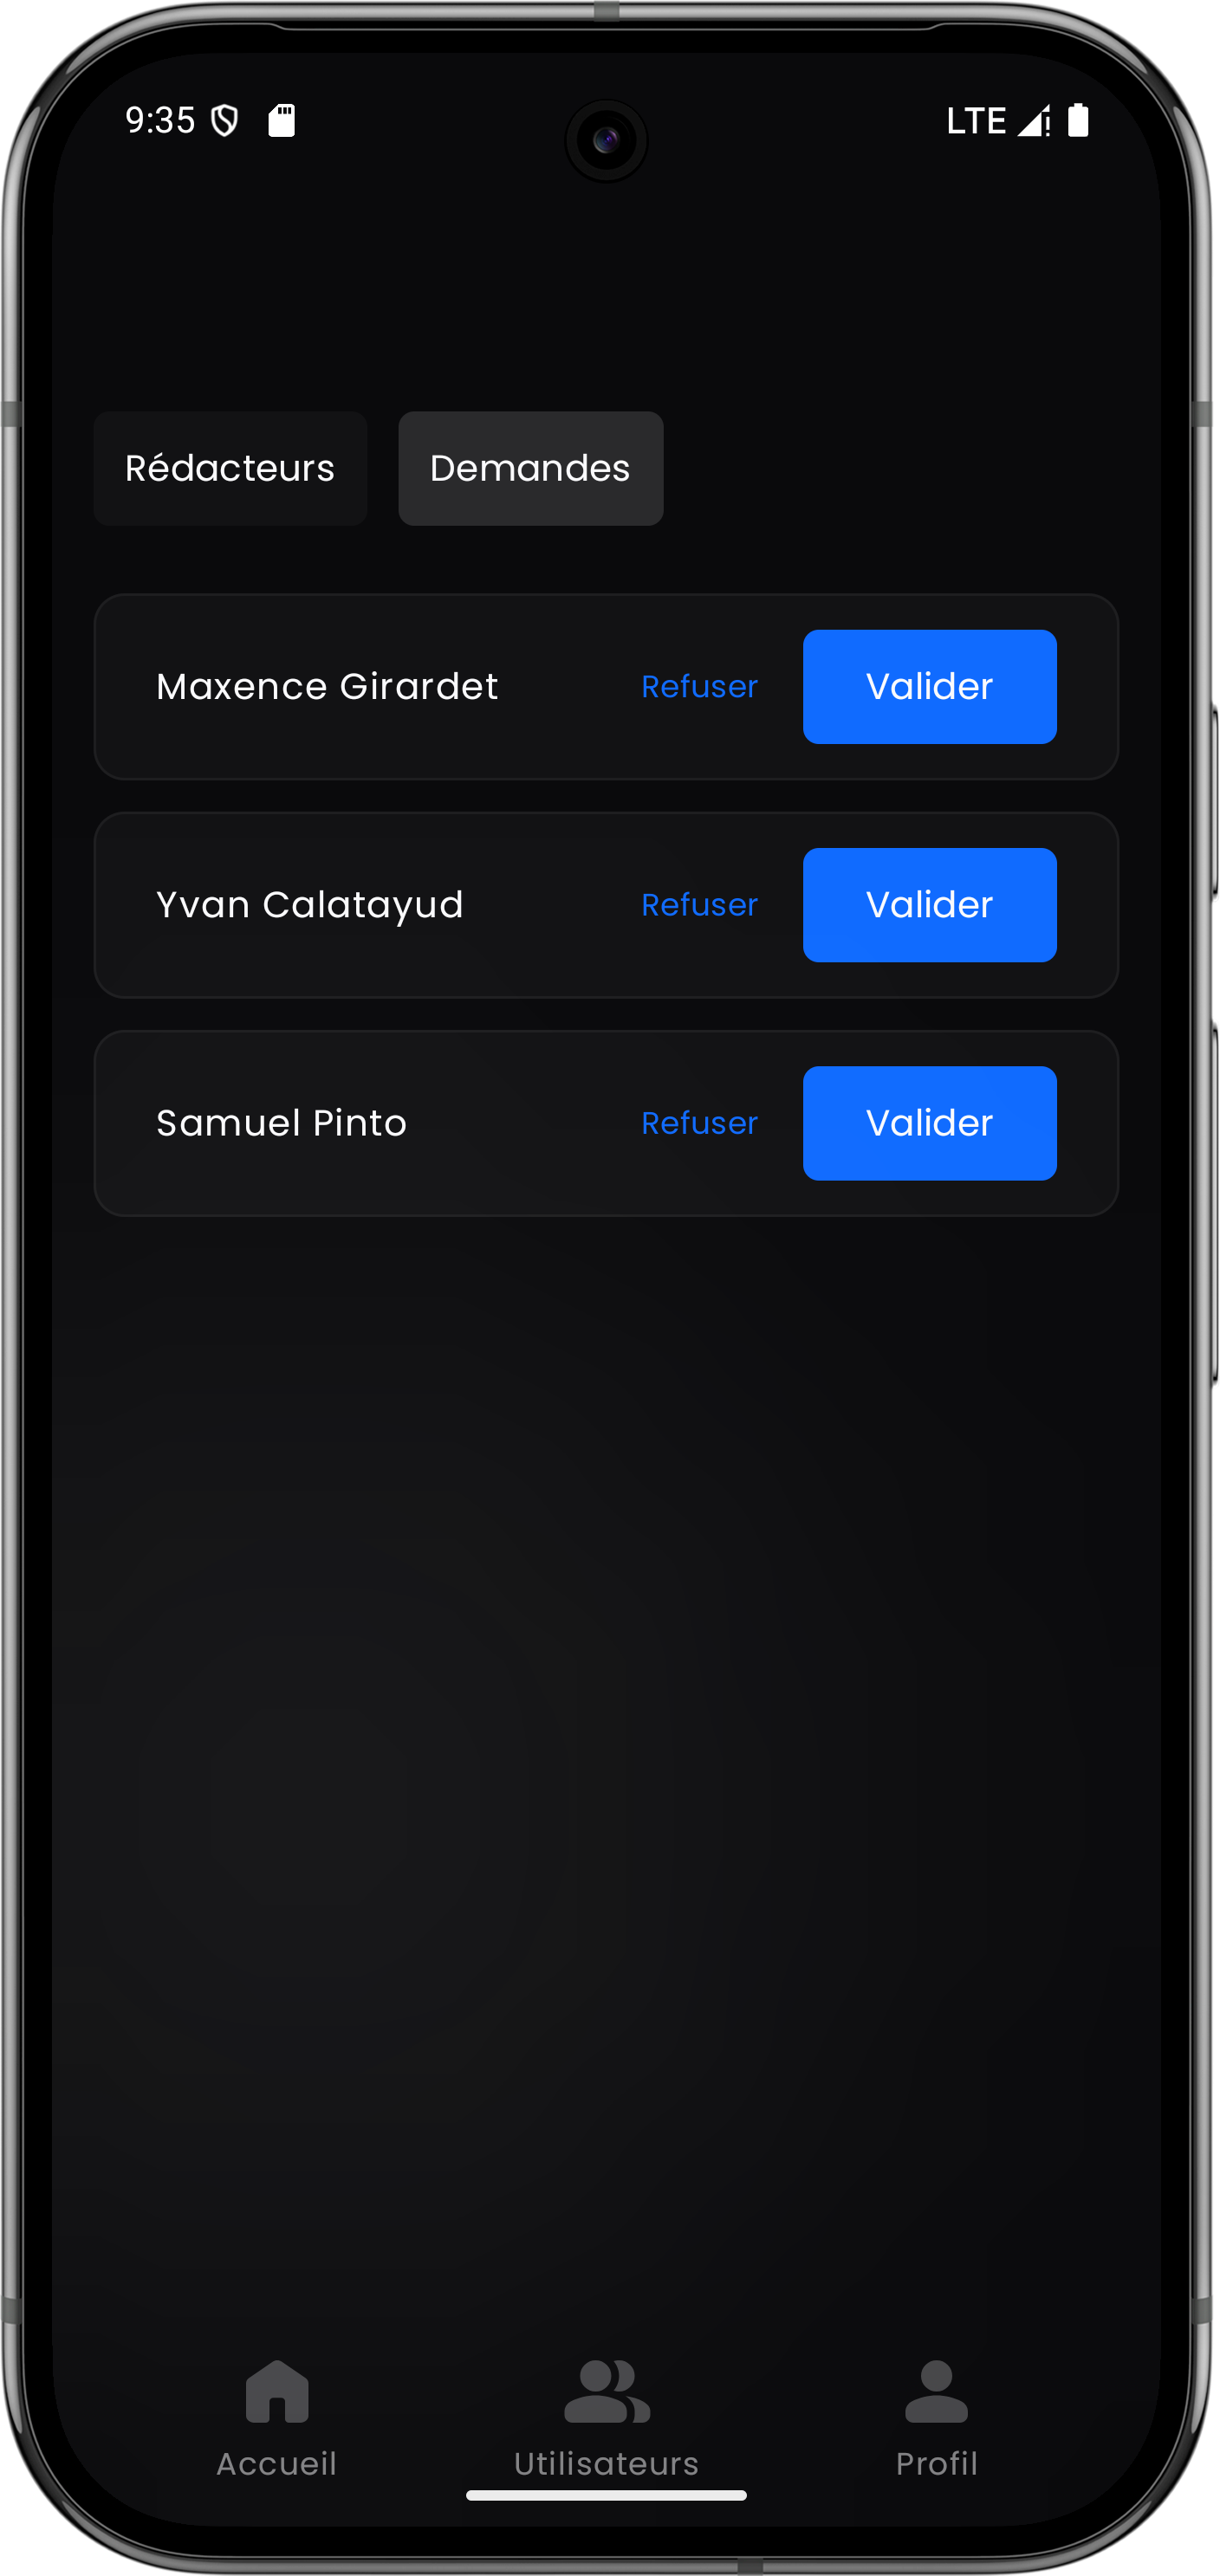 9:35 LTE
Rédacteurs Demandes
Maxence Girardet Refuser Valider
Yvan Calatayud Refuser Valider
Samuel Pinto Refuser Valider
Accueil Utilisateurs Profil